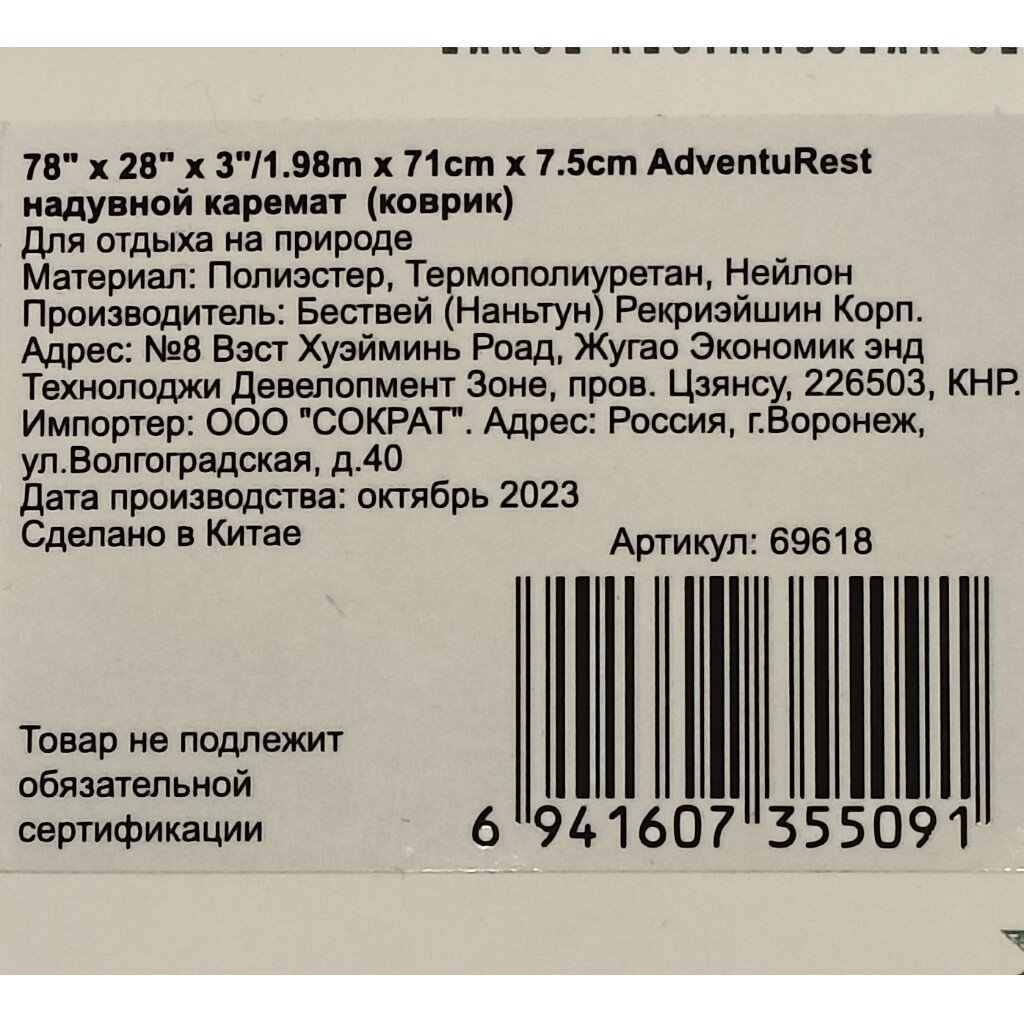 78" x 28" x 3"/1.98m x 71cm x 7.5cm AdventuRest
надувной каремат (коврик)
Для отдыха на природе
Материал: Полиэстер, Термополиуретан, Нейлон
Производитель: Бествей (Наньтун) Рекриэйшин Корп.
Адрес: №8 Вэст Хуэйминь Роад, Жугао Экономик энд
Технолоджи Девелопмент Зоне, пров. Цзянсу, 226503, КНР.
Импортер: ООО "СОКРАТ". Адрес: Россия, г.Воронеж,
ул.Волгоградская, д.40
Дата производства: октябрь 2023
Сделано в Китае
Артикул: 69618
Товар не подлежит
обязательной
сертификации
6 941607 355091